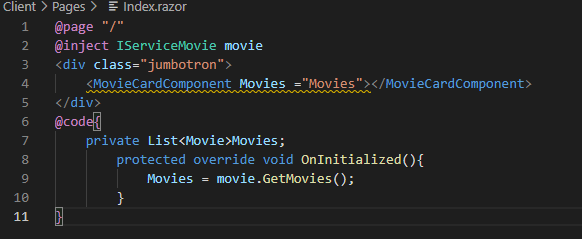 Client > Pages > Index.razor
1 @page "/"
2 @inject IServiceMovie movie
3 <div class="jumbotron">
4 <MovieCardComponent Movies ="Movies"></MovieCardComponent>
5 </div>
6 @code{
7 private List<Movie>Movies;
8 protected override void OnInitialized(){
9 Movies = movie.GetMovies();
10 }
11 }